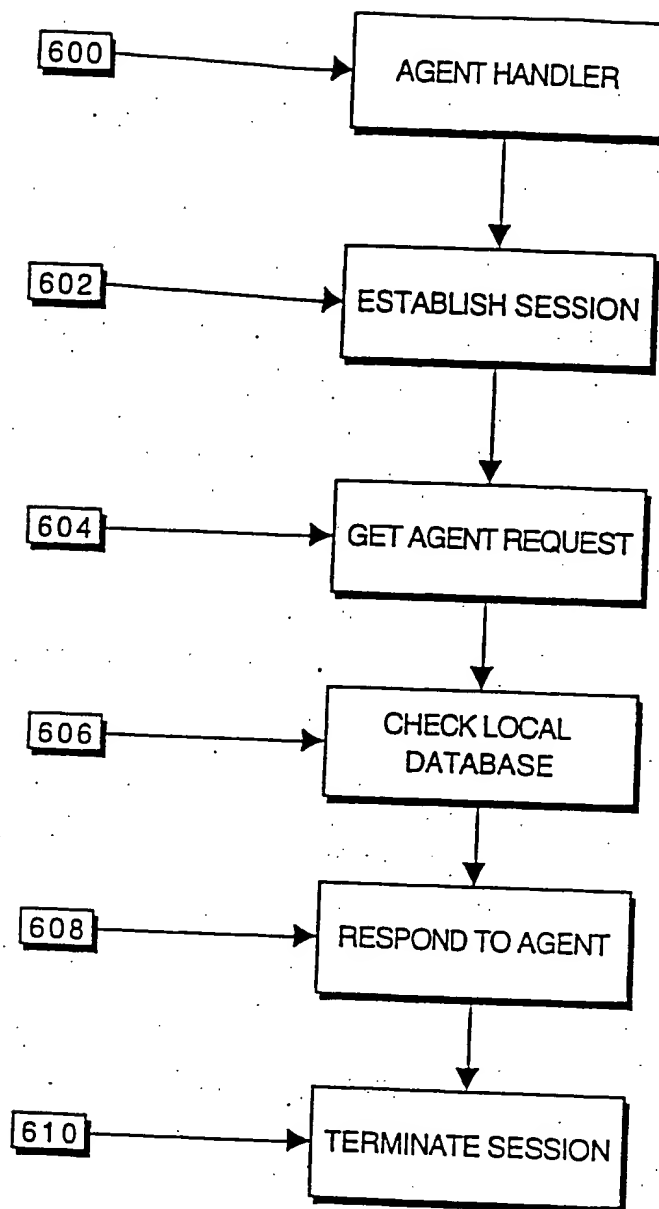 600
AGENT HANDLER
602
ESTABLISH SESSION
604
GET AGENT REQUEST
606
CHECK LOCAL
DATABASE
608
RESPOND TO AGENT
610
TERMINATE SESSION